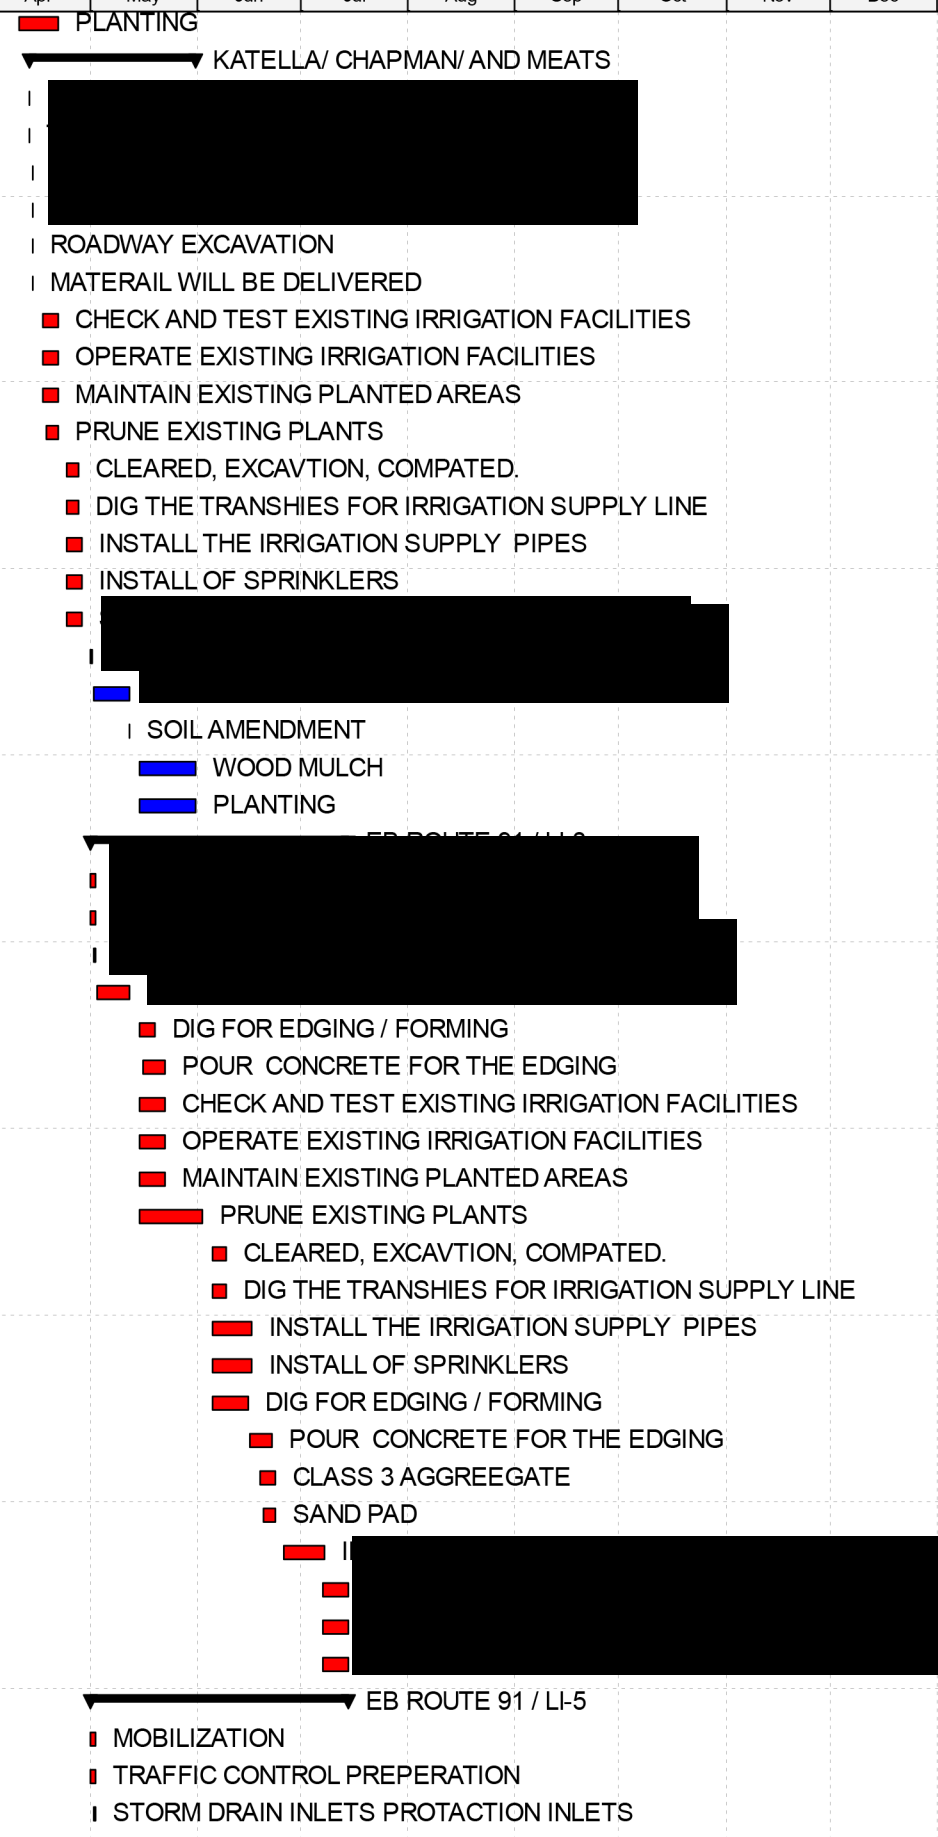 PLANTING
KATELLA/ CHAPMAN/ AND MEATS
ROADWAY EXCAVATION
MATERAIL WILL BE DELIVERED
CHECK AND TEST EXISTING IRRIGATION FACILITIES
OPERATE EXISTING IRRIGATION FACILITIES
MAINTAIN EXISTING PLANTED AREAS
PRUNE EXISTING PLANTS
CLEARED, EXCAVTION, COMPATED.
DIG THE TRANSHIES FOR IRRIGATION SUPPLY LINE
INSTALL THE IRRIGATION SUPPLY  PIPES
INSTALL OF SPRINKLERS
SOIL AMENDMENT
WOOD MULCH
PLANTING
EB ROUTE 91 /
DIG FOR EDGING / FORMING
POUR  CONCRETE FOR THE EDGING
CHECK AND TEST EXISTING IRRIGATION FACILITIES
OPERATE EXISTING IRRIGATION FACILITIES
MAINTAIN EXISTING PLANTED AREAS
PRUNE EXISTING PLANTS
CLEARED, EXCAVTION, COMPATED.
DIG THE TRANSHIES FOR IRRIGATION SUPPLY LINE
INSTALL THE IRRIGATION SUPPLY  PIPES
INSTALL OF SPRINKLERS
DIG FOR EDGING / FORMING
POUR  CONCRETE FOR THE EDGING
CLASS 3 AGGREEGATE
SAND PAD
EB ROUTE 91 / LI-5
MOBILIZATION
TRAFFIC CONTROL PREPERATION
STORM DRAIN INLETS PROTACTION INLETS